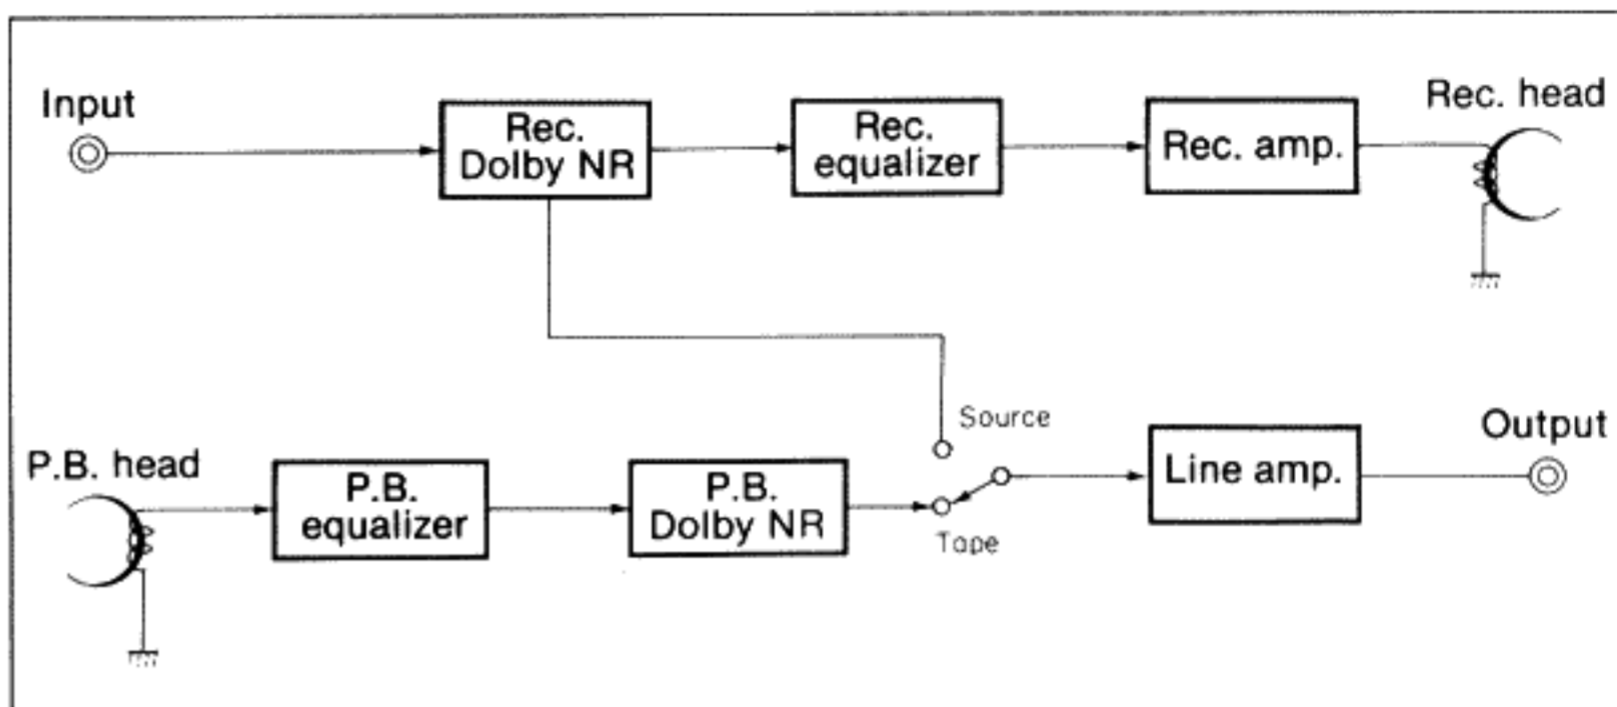 Input
Rec.
Dolby NR
Rec.
equalizer
Rec. amp.
Rec. head
Source
P.B. head
P.B.
equalizer
P.B.
Dolby NR
Tape
Line amp.
Output